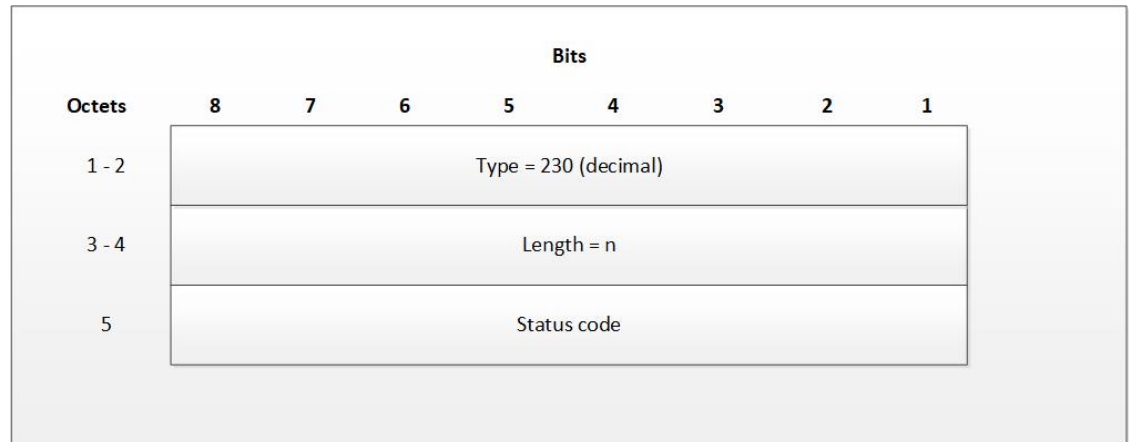 Bits
Octets 8 7 6 5 4 3 2 1
1 - 2 Type = 230 (decimal)
3 - 4 Length = n
5 Status code